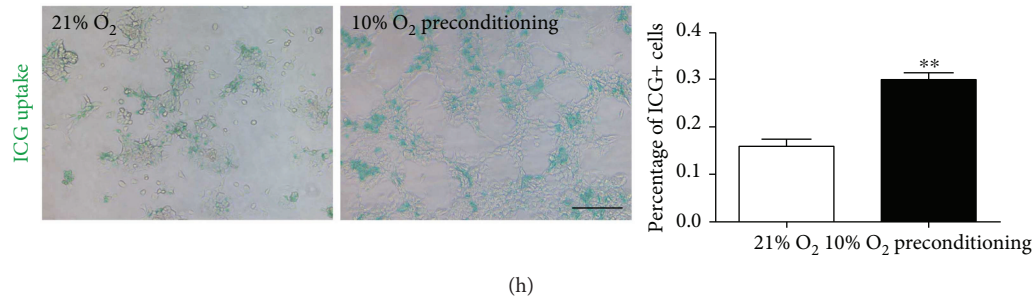 ICG uptake
21% O2
10% O2 preconditioning
Percentage of ICG+ cells
0.4
0.3
0.2
0.1
0.0
**
21% O2 10% O2 preconditioning
(h)